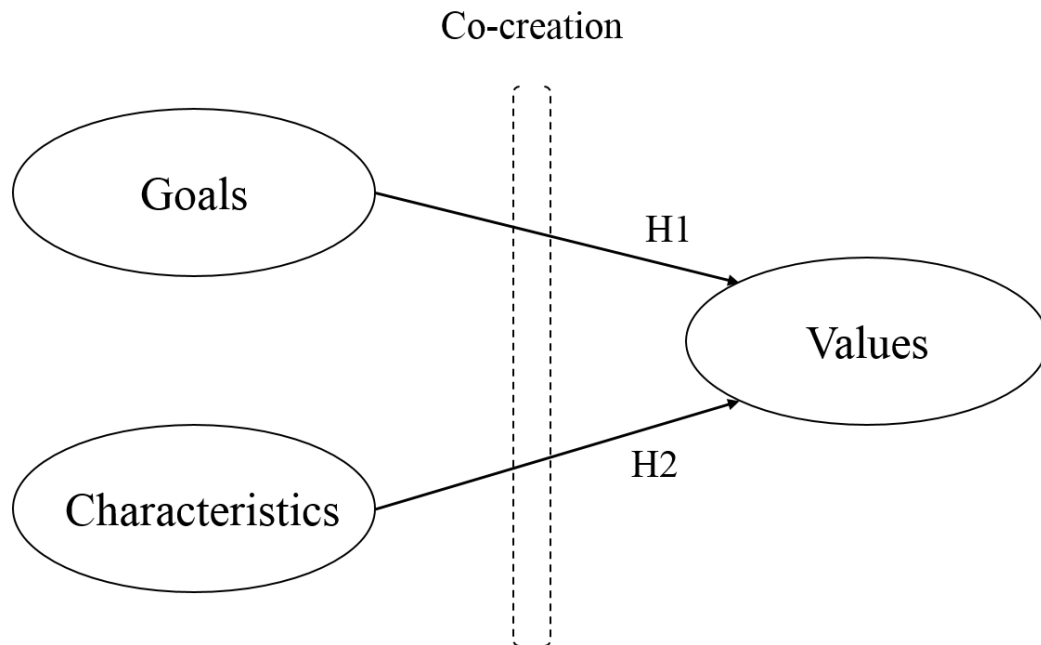 Co-creation
Goals
H1
Values
Characteristics
H2